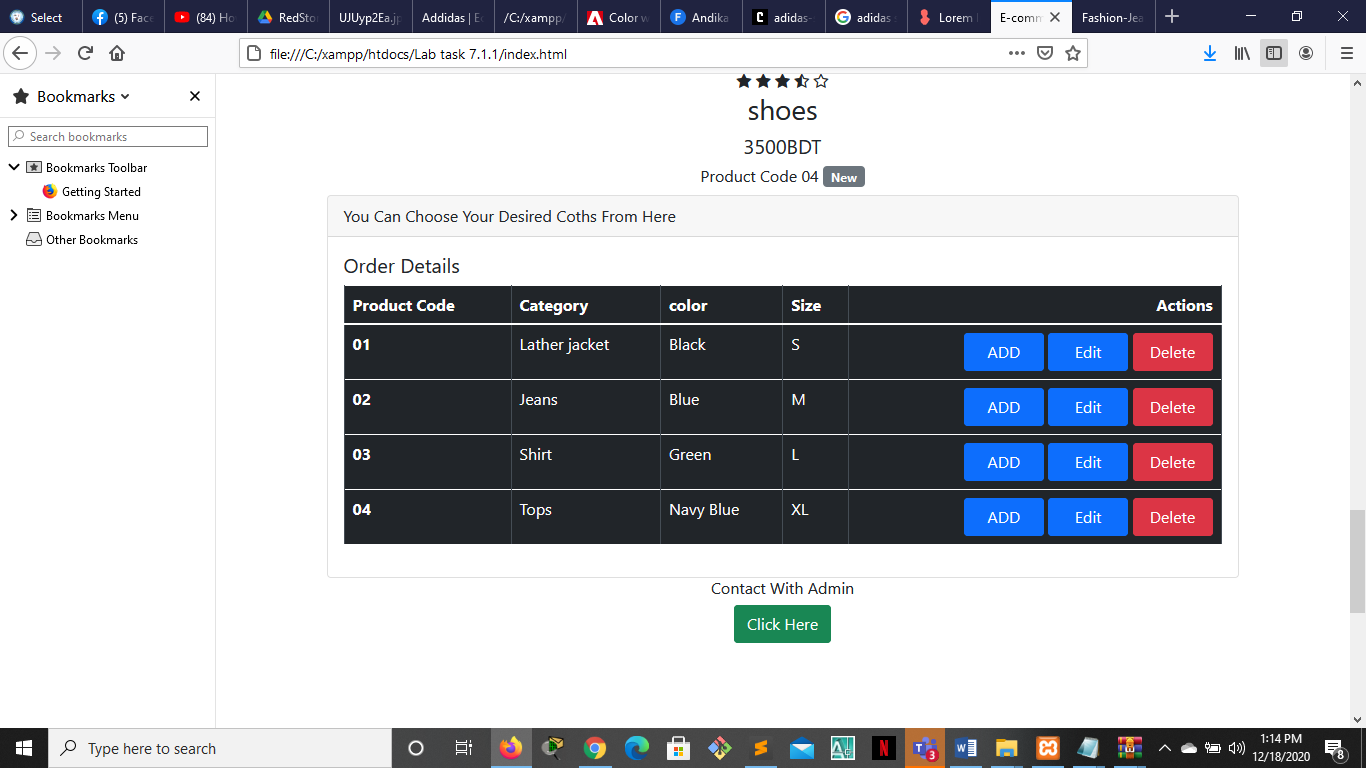 Select
(5) Face
(84) Ho
RedSto
UJUyp2Ea.jp
Addidas | E
/C:/xampp/
Color w
Andika
adidas-
adidas
Lorem
E-comm
Fashion-Jea
file:///C:/xampp/htdocs/Lab task 7.1.1/index.html
Bookmarks
Search bookmarks
Bookmarks Toolbar
Getting Started
Bookmarks Menu
Other Bookmarks
shoes
3500BDT
Product Code 04 New
You Can Choose Your Desired Coths From Here
Order Details
Product Code Category color Size Actions
01 Lather jacket Black S ADD Edit Delete
02 Jeans Blue M ADD Edit Delete
03 Shirt Green L ADD Edit Delete
04 Tops Navy Blue XL ADD Edit Delete
Contact With Admin
Click Here
Type here to search
3
1:14 PM
12/18/2020
8